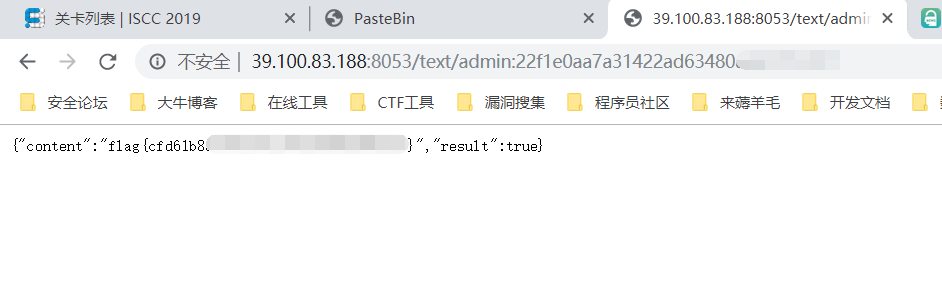 关卡列表 | ISCC 2019
PasteBin
39.100.83.188:8053/text/admi
不安全 | 39.100.83.188:8053/text/admin:22f1e0aa7a31422ad63480
安全论坛 大牛博客 在线工具 CTF工具 漏洞搜集 程序员社区 来薅羊毛 开发文档
{"content":"flag{cfd61b8 }","result":true}